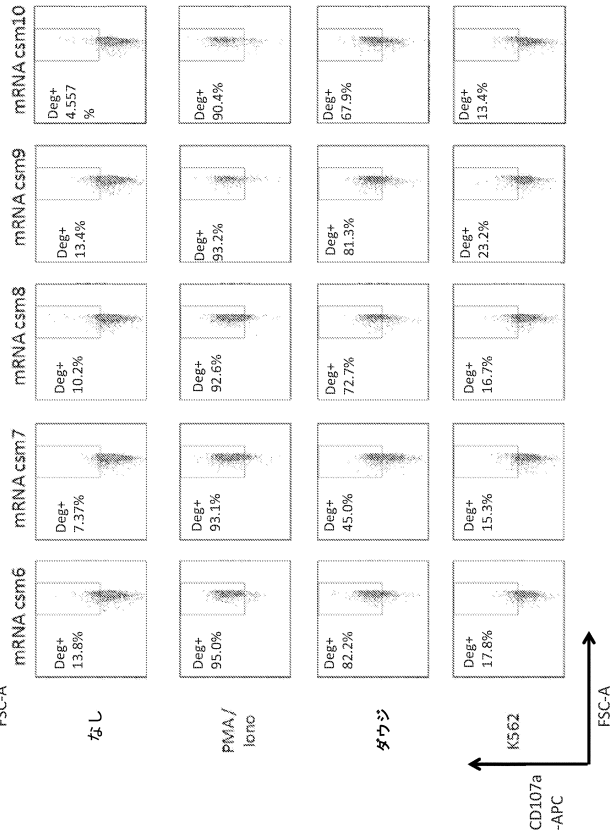 FSC-A
mRNA csm6
mRNA csm7
mRNA csm8
mRNA csm9
mRNA csm10
なし
Deg+
13.8%
Deg+
7.37%
Deg+
10.2%
Deg+
13.4%
Deg+
4.557
%
PMA/
Iono
Deg+
95.0%
Deg+
93.1%
Deg+
92.6%
Deg+
93.2%
Deg+
90.4%
ダウジ
Deg+
82.2%
Deg+
45.0%
Deg+
72.7%
Deg+
81.3%
Deg+
67.9%
K562
Deg+
17.8%
Deg+
15.3%
Deg+
16.7%
Deg+
23.2%
Deg+
13.4%
CD107a
-APC
FSC-A